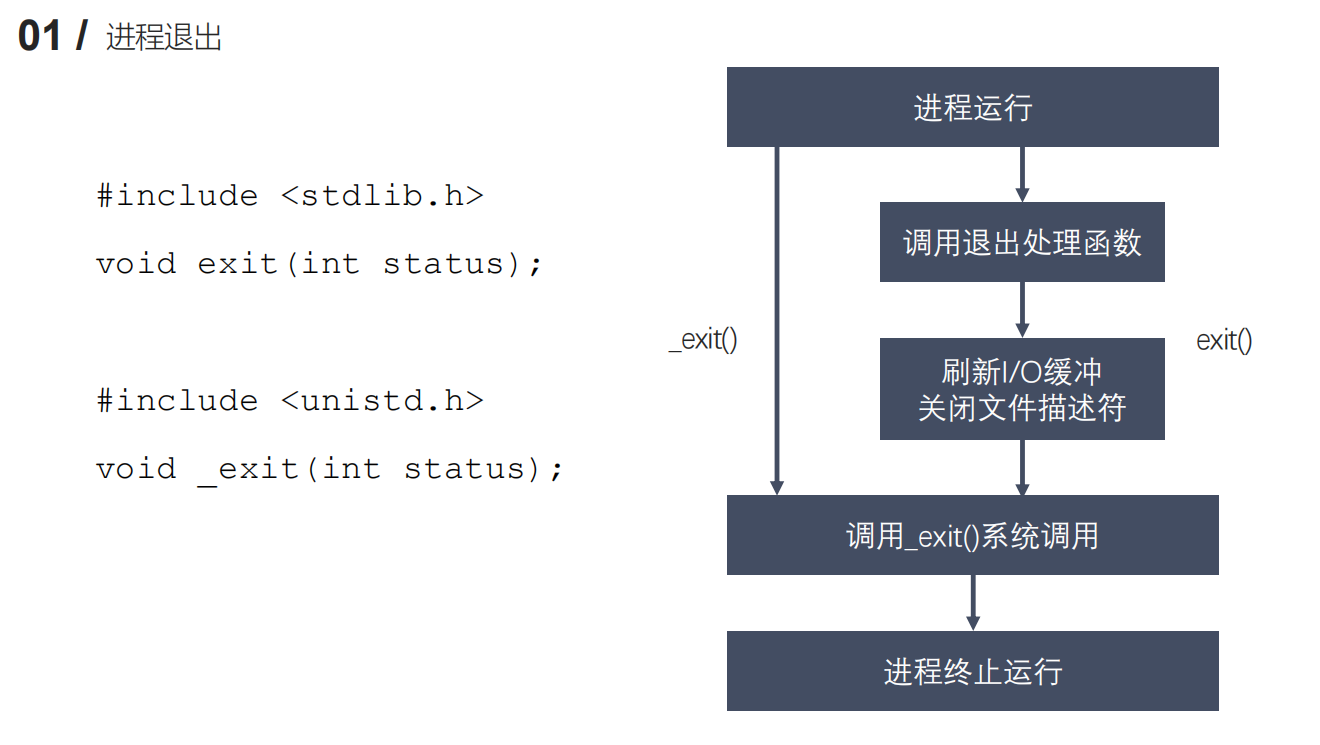 01 / 进程退出
#include <stdlib.h>
void exit(int status);
#include <unistd.h>
void _exit(int status);
进程运行
调用退出处理函数
_exit()
exit()
刷新I/O缓冲
关闭文件描述符
调用_exit()系统调用
进程终止运行